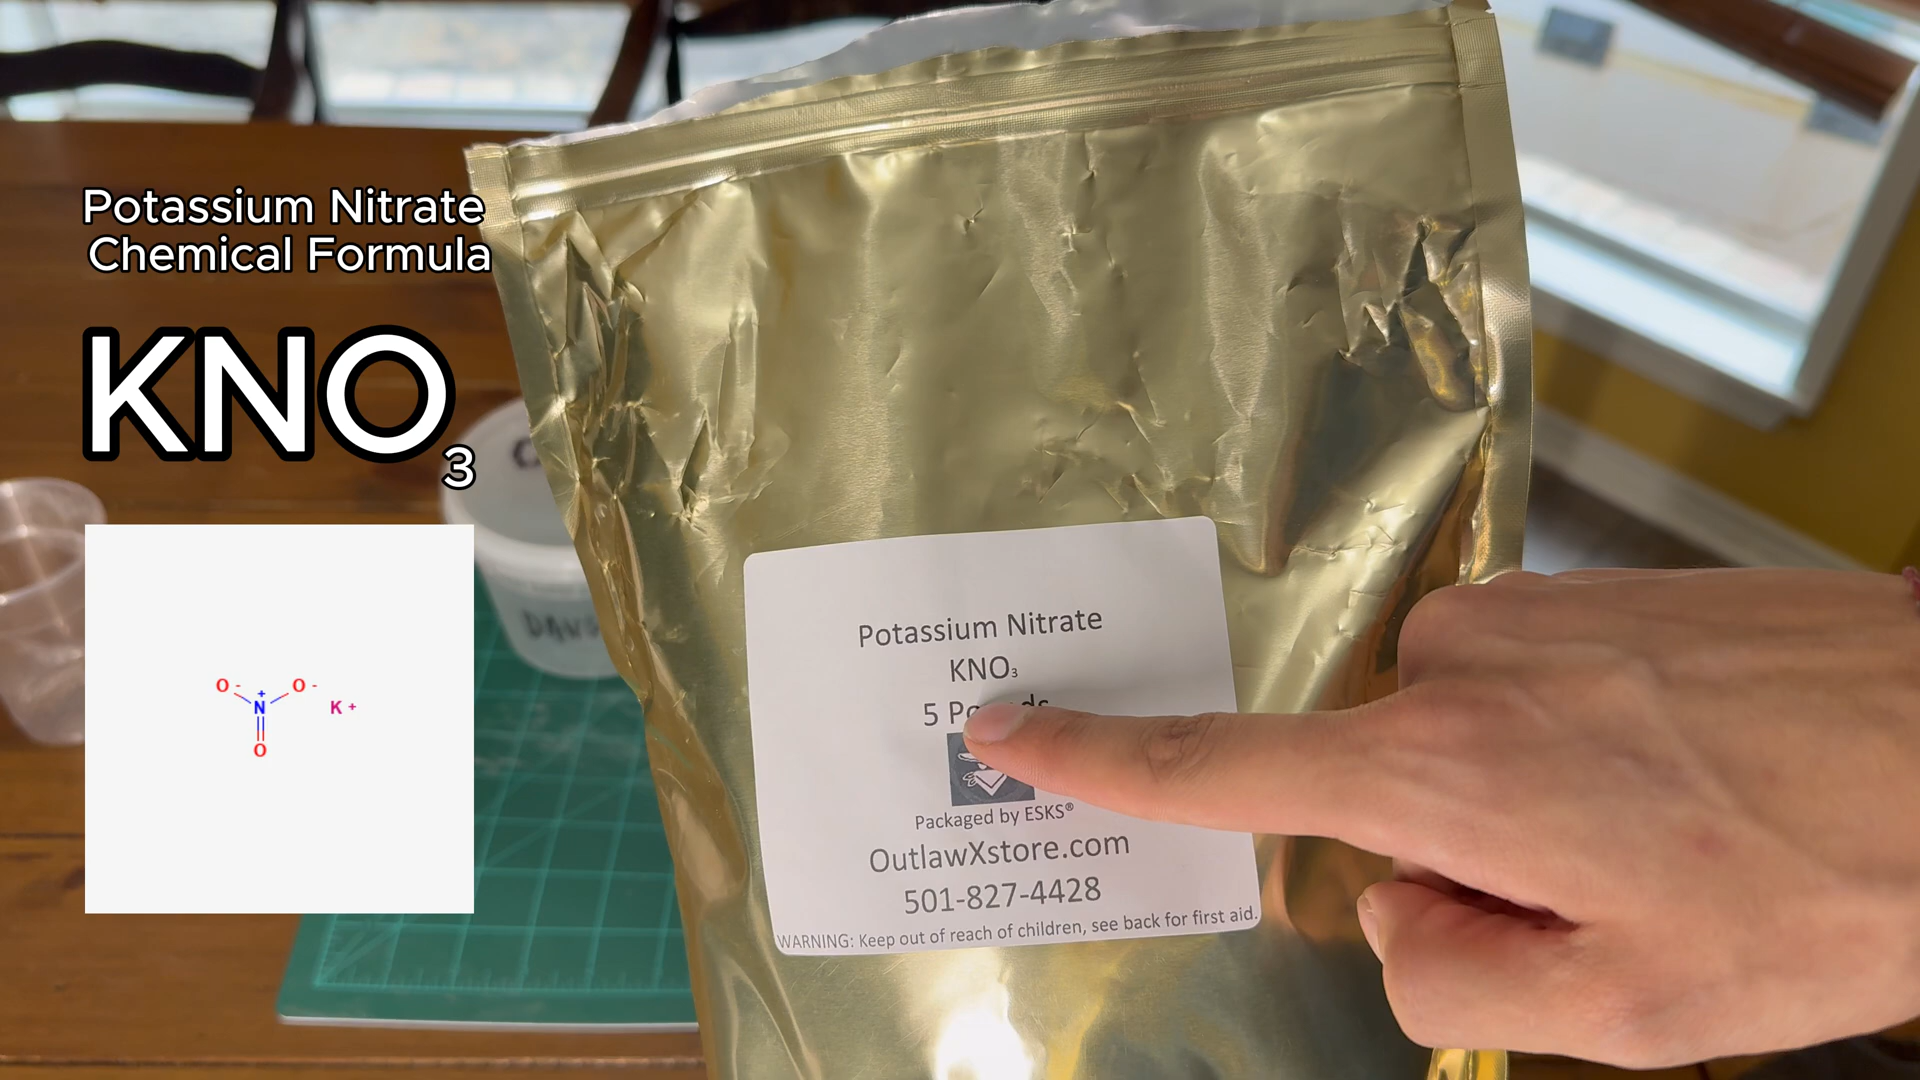 Potassium Nitrate
Chemical Formula
KNO₃
O - O - K +
N +
O
Potassium Nitrate
KNO₃
5 Pounds
Packaged by ESKS®
OutlawXstore.com
501-827-4428
WARNING: Keep out of reach of children, see back for first aid.